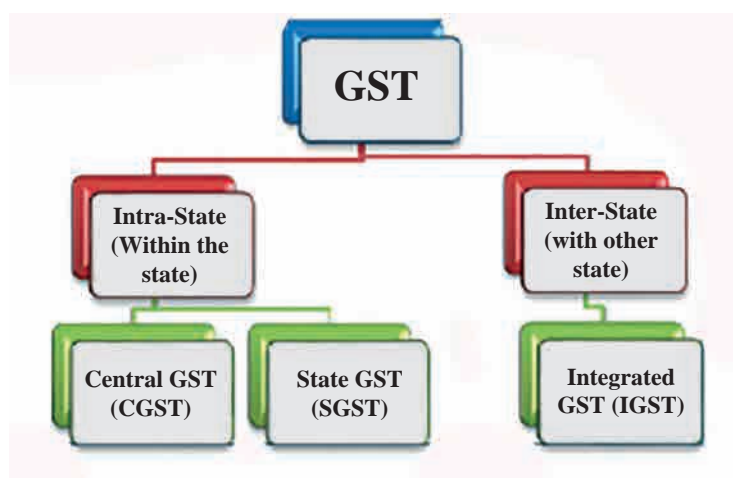 GST
Intra-State
(Within the
state)
Inter-State
(with other
state)
Central GST
(CGST)
State GST
(SGST)
Integrated
GST (IGST)